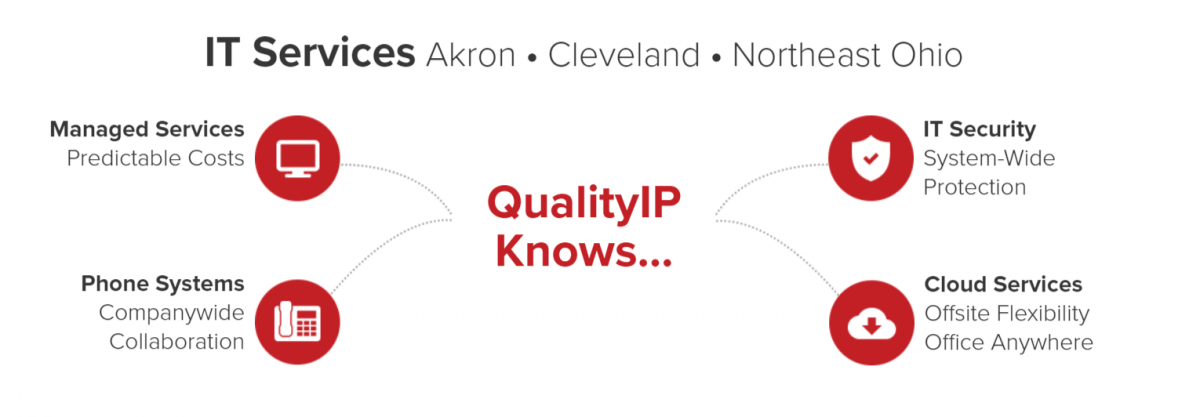 IT Services Akron • Cleveland • Northeast Ohio
Managed Services
Predictable Costs
Phone Systems
Companywide
Collaboration
QualityIP
Knows...
IT Security
System-Wide
Protection
Cloud Services
Offsite Flexibility
Office Anywhere